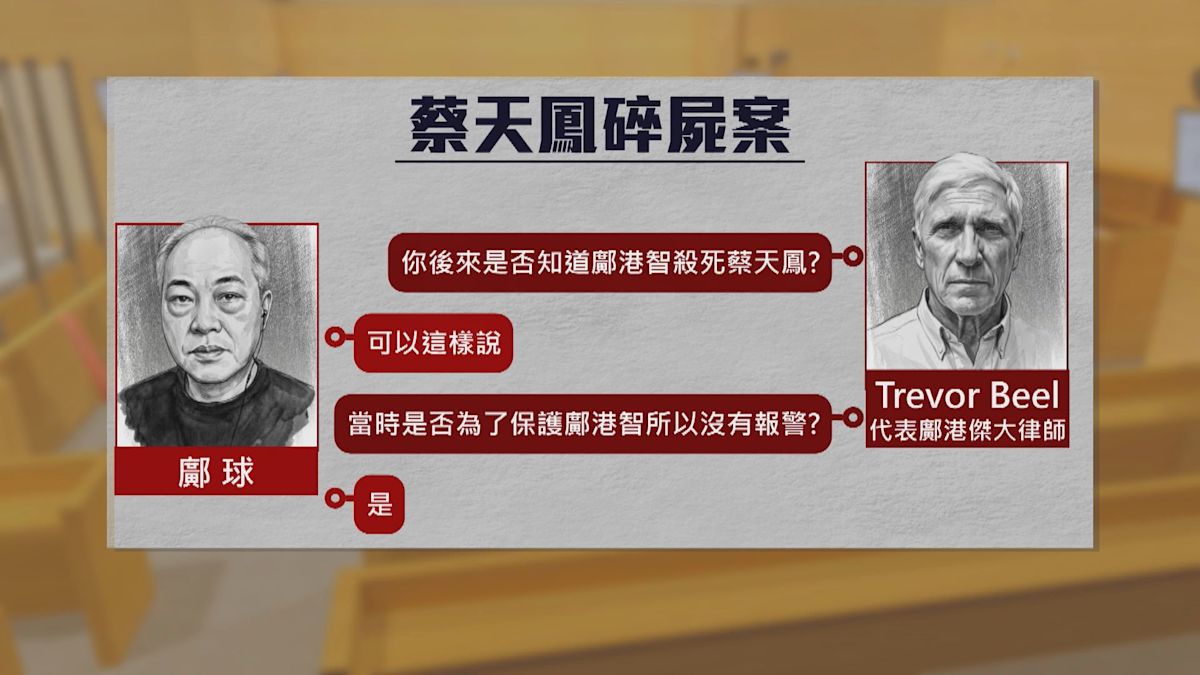 蔡天鳳碎屍案
你後來是否知道鄺港智殺死蔡天鳳?
可以這樣說
當時是否為了保護鄺港智所以沒有報警?
是
鄺球
Trevor Beel
代表鄺港傑大律師